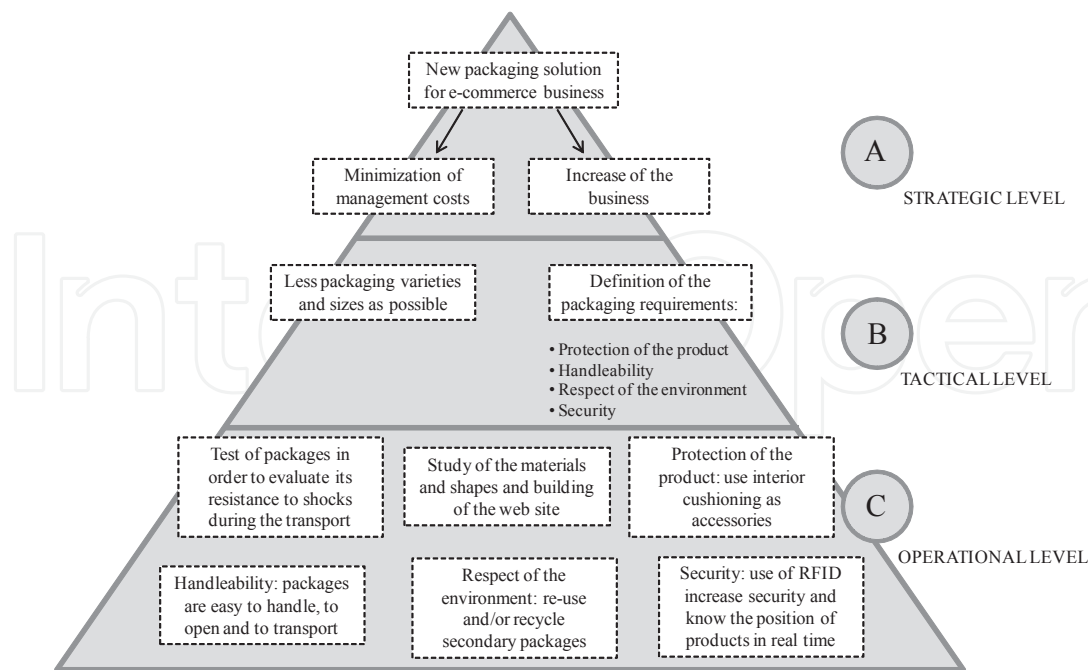 New packaging solution
for e-commerce business
Minimization of
management costs
Increase of the
business
A
STRATEGIC LEVEL
Less packaging varieties
and sizes as possible
Definition of the
packaging requirements:
• Protection of the product
• Handleability
• Respect of the environment
• Security
B
TACTICAL LEVEL
Test of packages in
order to evaluate its
resistance to shocks
during the transport
Study of the materials
and shapes and building
of the web site
Protection of the
product: use interior
cushioning as
accessories
C
OPERATIONAL LEVEL
Handleability: packages
are easy to handle, to
open and to transport
Respect of the
environment: re-use
and/or recycle
secondary packages
Security: use of RFID
increase security and
know the position of
products in real time